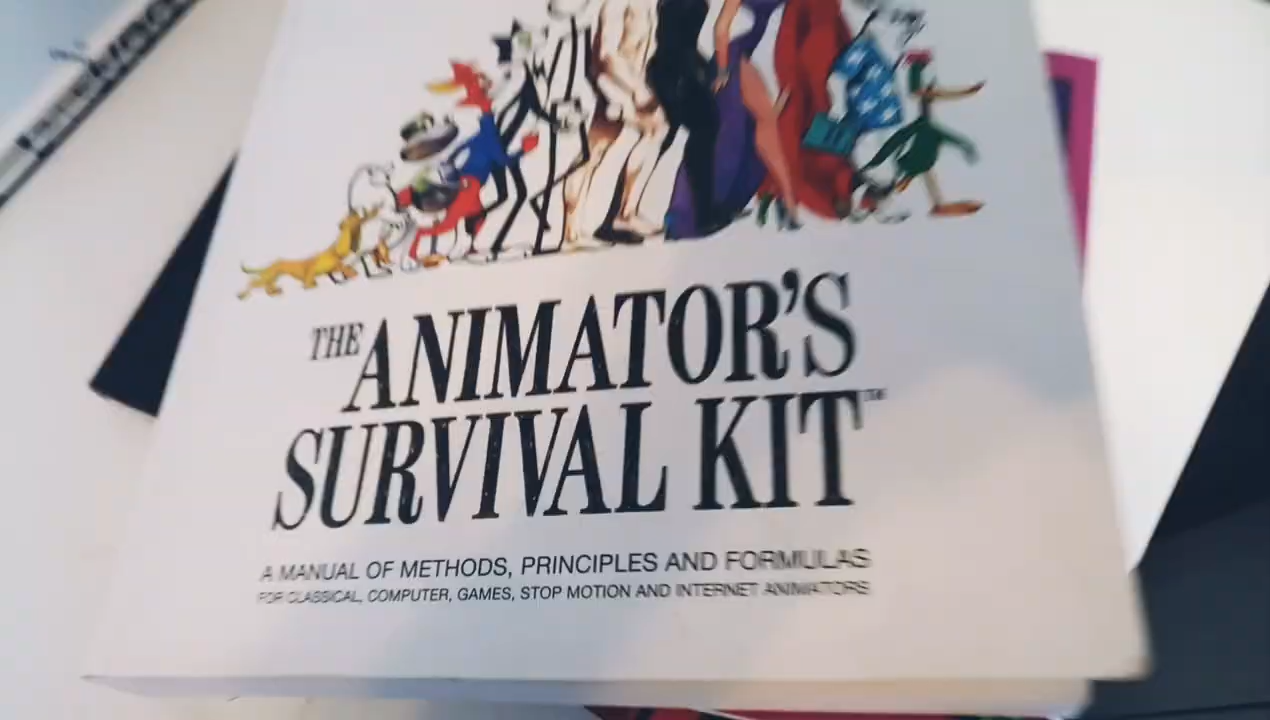 THE ANIMATOR'S
SURVIVAL KIT™
A MANUAL OF METHODS, PRINCIPLES AND FORMULAS
FOR CLASSICAL, COMPUTER, GAMES, STOP MOTION AND INTERNET ANIMATORS